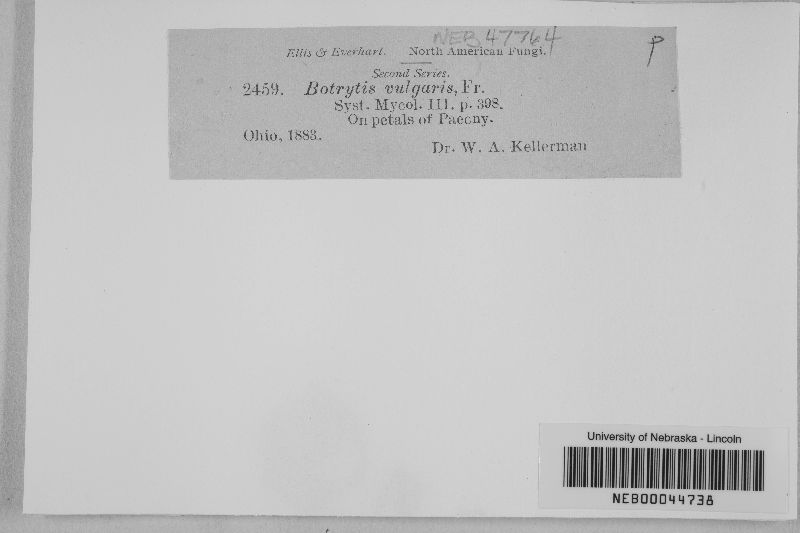 NEB 47764
P
Ellis & Everhart. North American Fungi.
Second Series.
2459. Botrytis vulgaris, Fr.
Syst. Mycol. III. p. 398.
On petals of Paeony.
Ohio, 1883.
Dr. W. A. Kellerman
University of Nebraska - Lincoln
NEB00044738